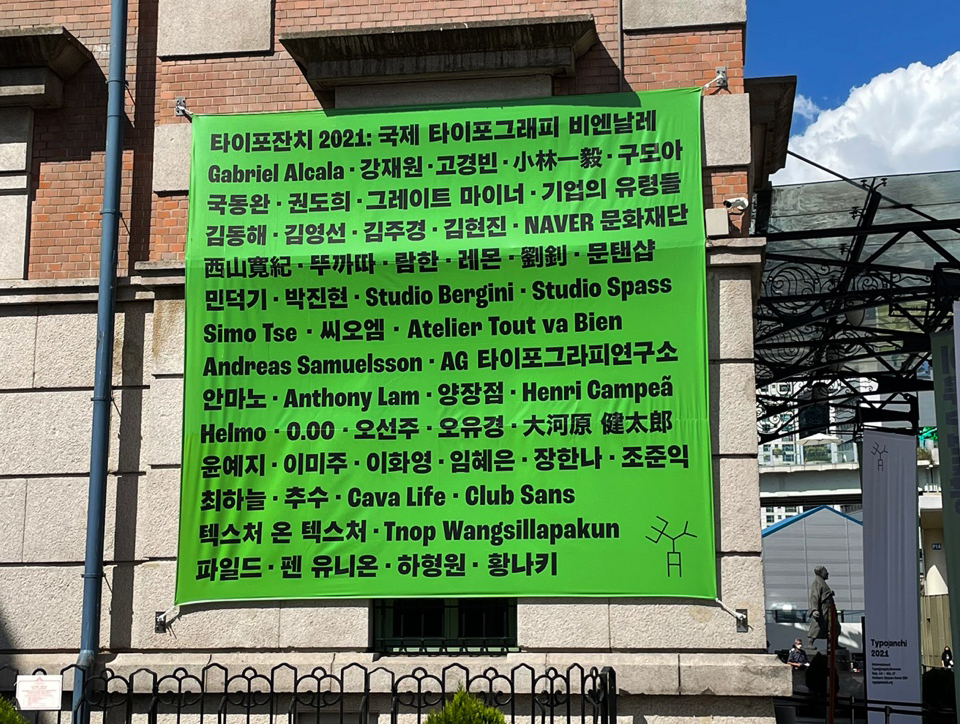 타이포잔치 2021: 국제 타이포그래피 비엔날레
Gabriel Alcala · 강재원 · 고경빈 · 小林一毅 · 구모아
국동완 · 권도희 · 그레이트 마이너 · 기업의 유령들
김동해 · 김영선 · 김주경 · 김현진 · NAVER 문화재단
西山寛紀 · 뚜까따 · 람한 · 레몬 · 劉釗 · 문탠샵
민덕기 · 박진현 · Studio Bergini · Studio Spass
Simo Tse · 씨오엠 · Atelier Tout va Bien
Andreas Samuelsson · AG 타이포그라피연구소
안마노 · Anthony Lam · 양장점 · Henri Campeã
Helmo · 0.00 · 오선주 · 오유경 · 大河原 健太郎
윤예지 · 이미주 · 이화영 · 임혜은 · 장한나 · 조준익
최하늘 · 추수 · Cava Life · Club Sans
텍스처 온 텍스처 · Tnop Wangsillapakun
파일드 · 펜 유니온 · 하형원 · 황나키
Typojanchi
2021